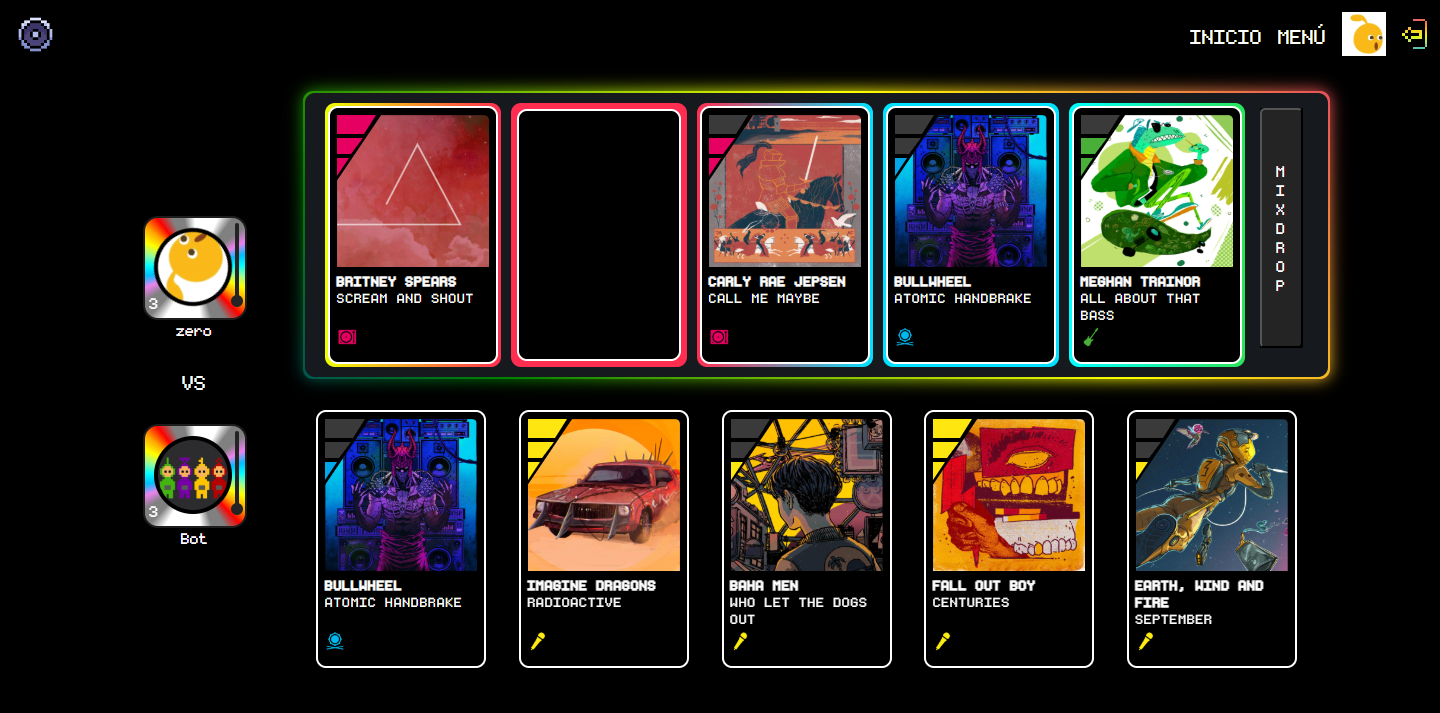 INICIO MENÚ
BRITNEY SPEARS
SCREAM AND SHOUT
CARLY RAE JEPSEN
CALL ME MAYBE
BULLWHEEL
ATOMIC HANDBRAKE
MEGHAN TRAINOR
ALL ABOUT THAT
BASS
MIXDROP
3
zero
VS
3
Bot
BULLWHEEL
ATOMIC HANDBRAKE
IMAGINE DRAGONS
RADIOACTIVE
BAHA MEN
WHO LET THE DOGS
OUT
FALL OUT BOY
CENTURIES
EARTH, WIND AND
FIRE
SEPTEMBER